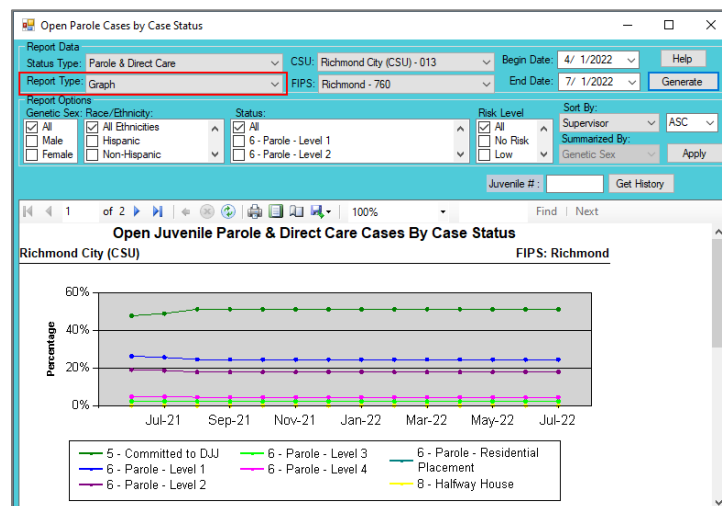 Open Parole Cases by Case Status
Report Data
Status Type: Parole & Direct Care CSU: Richmond City (CSU) - 013 Begin Date: 4/ 1/2022 Help
Report Type: Graph FIPS: Richmond - 760 End Date: 7/ 1/2022 Generate
Report Options
Genetic Sex: Race/Ethnicity: Status: Risk Level Sort By:
All All Ethnicities All All Supervisor ASC
Male Hispanic 6 - Parole - Level 1 No Risk Summarized By:
Female Non-Hispanic 6 - Parole - Level 2 Low Genetic Sex Apply
Juvenile # : Get History
1 of 2 100% Find | Next
Open Juvenile Parole & Direct Care Cases By Case Status
Richmond City (CSU) FIPS: Richmond
60%
40%
20%
0%
Percentage
Jul-21 Sep-21 Nov-21 Jan-22 Mar-22 May-22 Jul-22
5 - Committed to DJJ 6 - Parole - Level 3 6 - Parole - Residential
6 - Parole - Level 1 6 - Parole - Level 4 Placement
6 - Parole - Level 2 8 - Halfway House